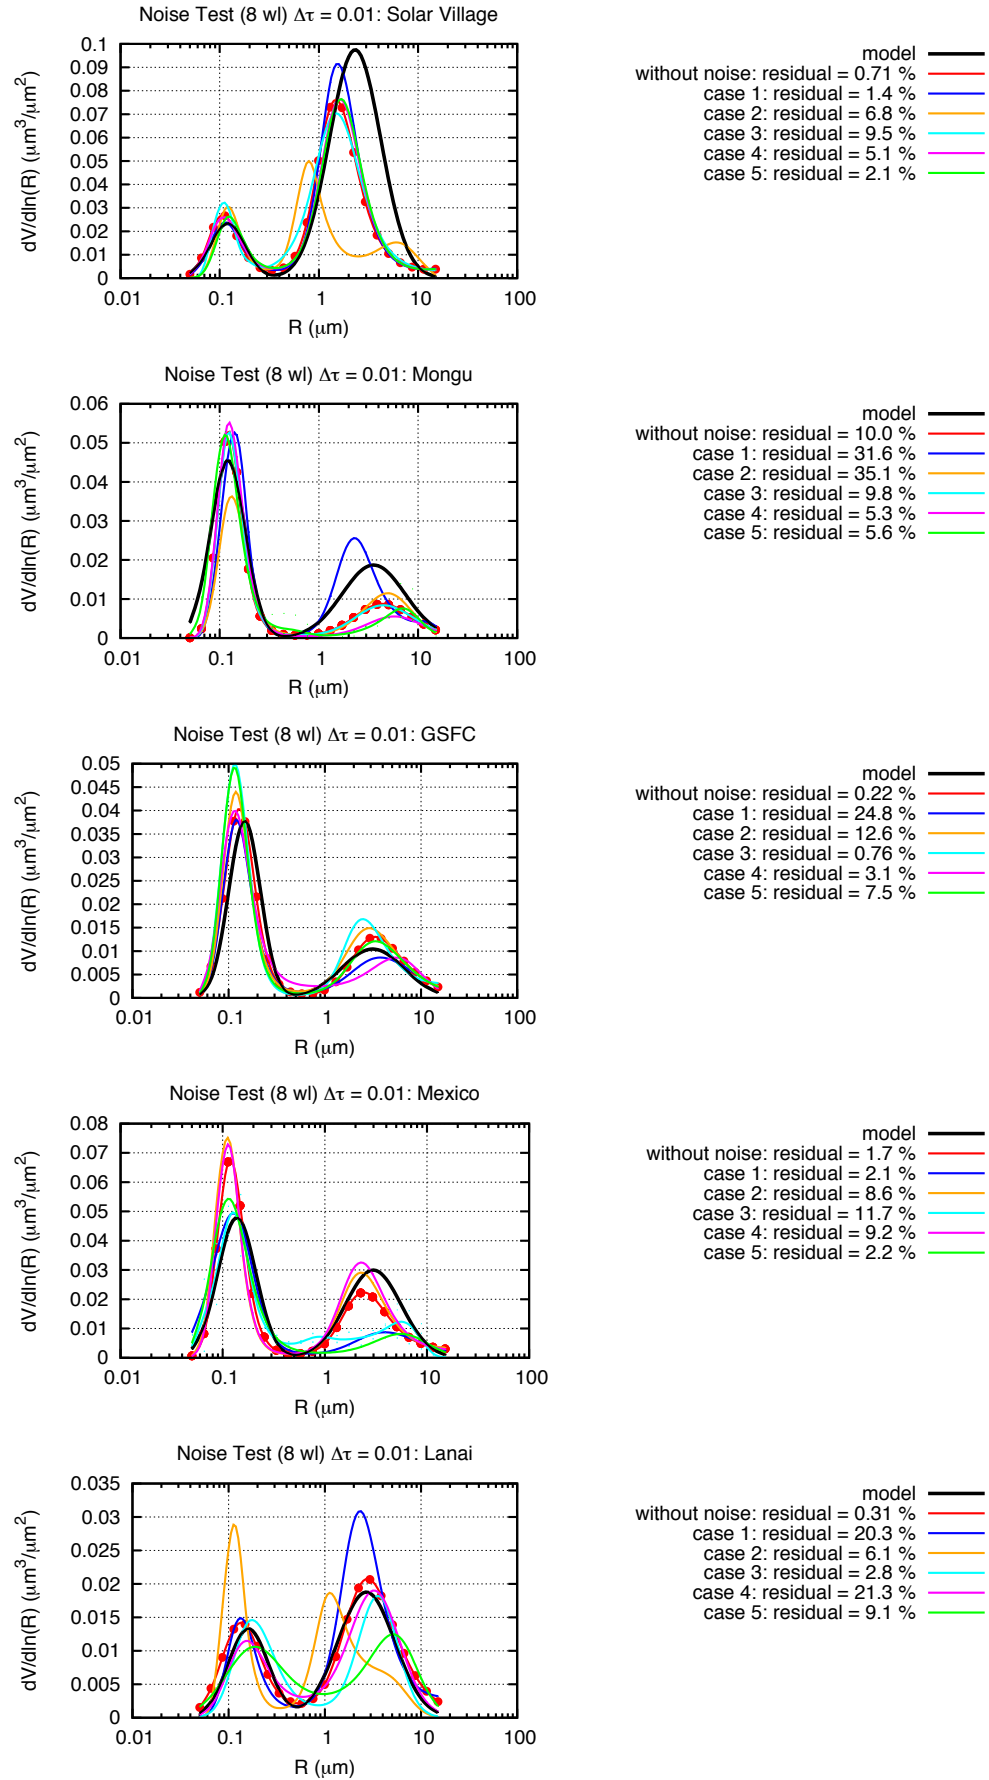 Noise Test (8 wl) Δτ = 0.01: Solar Village
dV/dln(R) (μm³/μm²)
0.1
0.09
0.08
0.07
0.06
0.05
0.04
0.03
0.02
0.01
0
0.01 0.1 1 10 100
R (μm)
model
without noise: residual = 0.71 %
case 1: residual = 1.4 %
case 2: residual = 6.8 %
case 3: residual = 9.5 %
case 4: residual = 5.1 %
case 5: residual = 2.1 %
Noise Test (8 wl) Δτ = 0.01: Mongu
dV/dln(R) (μm³/μm²)
0.06
0.05
0.04
0.03
0.02
0.01
0
0.01 0.1 1 10 100
R (μm)
model
without noise: residual = 10.0 %
case 1: residual = 31.6 %
case 2: residual = 35.1 %
case 3: residual = 9.8 %
case 4: residual = 5.3 %
case 5: residual = 5.6 %
Noise Test (8 wl) Δτ = 0.01: GSFC
dV/dln(R) (μm³/μm²)
0.05
0.045
0.04
0.035
0.03
0.025
0.02
0.015
0.01
0.005
0
0.01 0.1 1 10 100
R (μm)
model
without noise: residual = 0.22 %
case 1: residual = 24.8 %
case 2: residual = 12.6 %
case 3: residual = 0.76 %
case 4: residual = 3.1 %
case 5: residual = 7.5 %
Noise Test (8 wl) Δτ = 0.01: Mexico
dV/dln(R) (μm³/μm²)
0.08
0.07
0.06
0.05
0.04
0.03
0.02
0.01
0
0.01 0.1 1 10 100
R (μm)
model
without noise: residual = 1.7 %
case 1: residual = 2.1 %
case 2: residual = 8.6 %
case 3: residual = 11.7 %
case 4: residual = 9.2 %
case 5: residual = 2.2 %
Noise Test (8 wl) Δτ = 0.01: Lanai
dV/dln(R) (μm³/μm²)
0.035
0.03
0.025
0.02
0.015
0.01
0.005
0
0.01 0.1 1 10 100
R (μm)
model
without noise: residual = 0.31 %
case 1: residual = 20.3 %
case 2: residual = 6.1 %
case 3: residual = 2.8 %
case 4: residual = 21.3 %
case 5: residual = 9.1 %